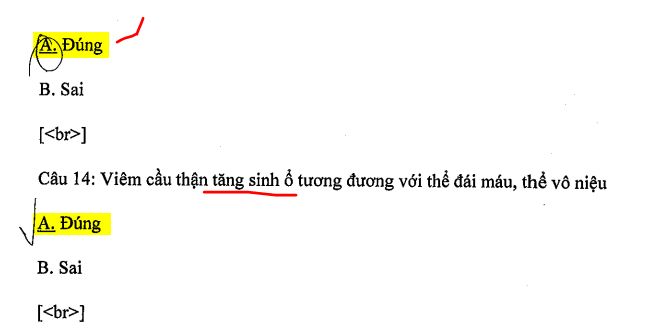 A. Đúng
B. Sai
[<br>]
Câu 14: Viêm cầu thận tăng sinh ổ tương đương với thể đái máu, thể vô niệu
A. Đúng
B. Sai
[<br>]